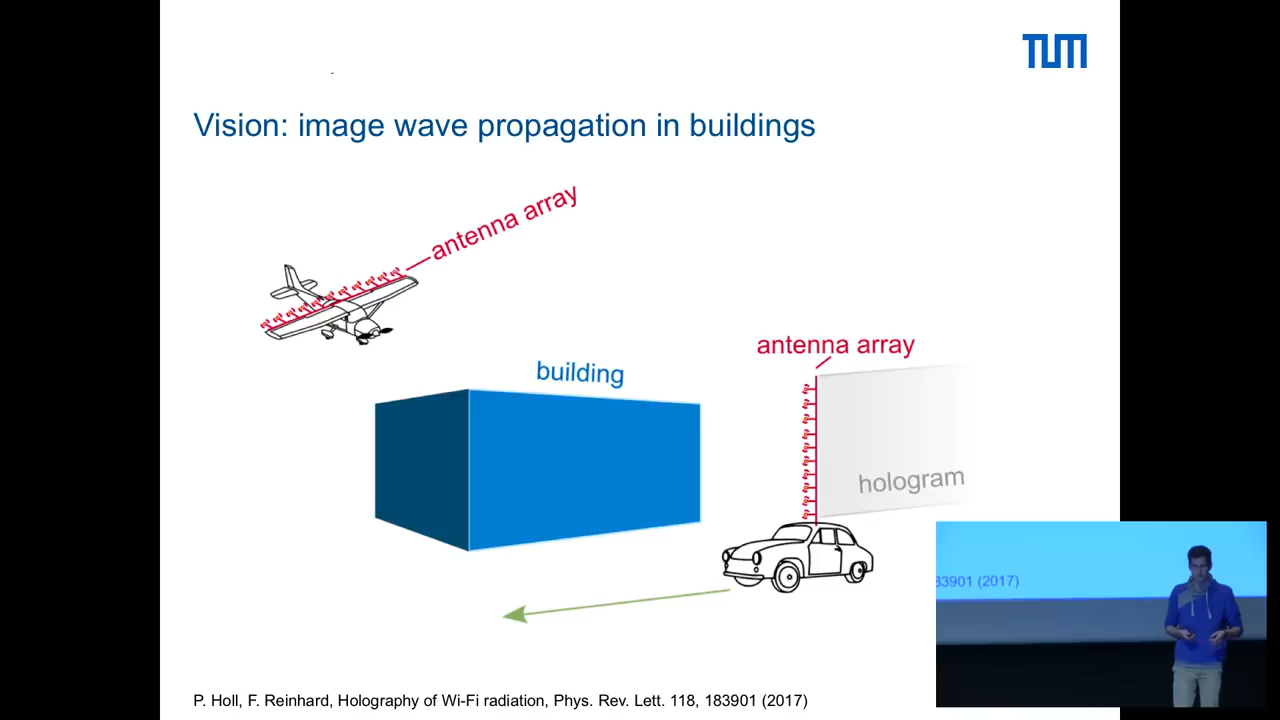 TUM
Vision: image wave propagation in buildings
antenna array
antenna array
building
hologram
83901 (2017)
P. Holl, F. Reinhard, Holography of Wi-Fi radiation, Phys. Rev. Lett. 118, 183901 (2017)